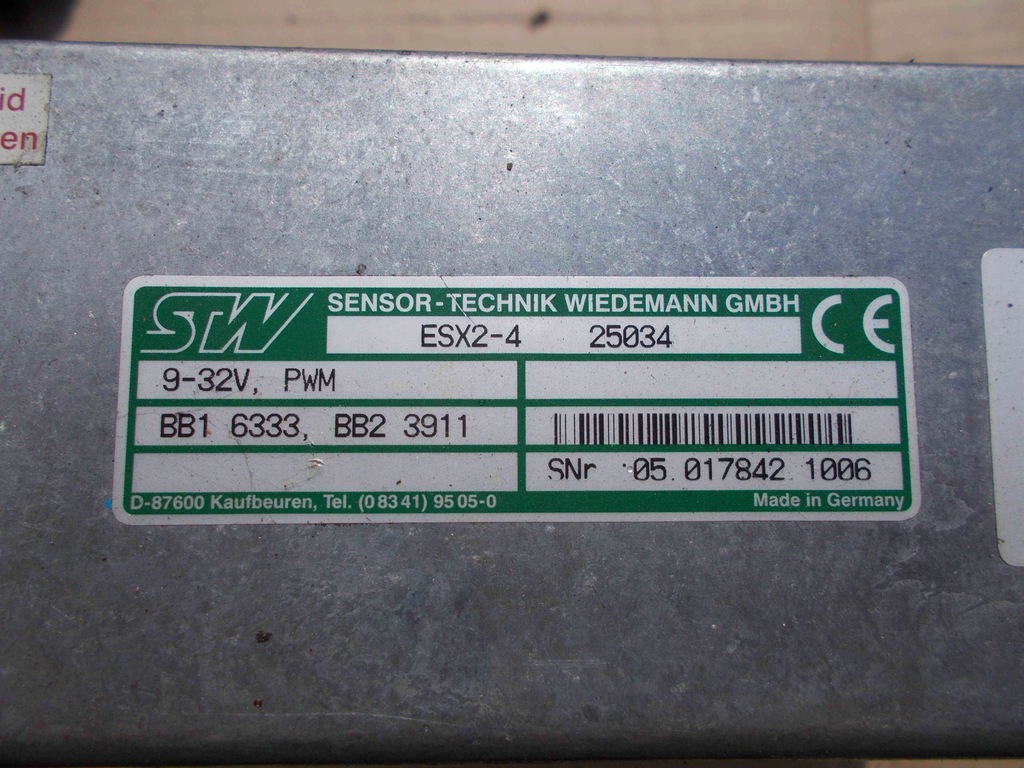 id
en
STW SENSOR-TECHNIK WIEDEMANN GMBH CE
ESX2-4 25034
9-32V, PWM
BB1 6333, BB2 3911
SNr 05.017842 1006
D-87600 Kaufbeuren, Tel. (0 83 41) 95 05-0 Made in Germany